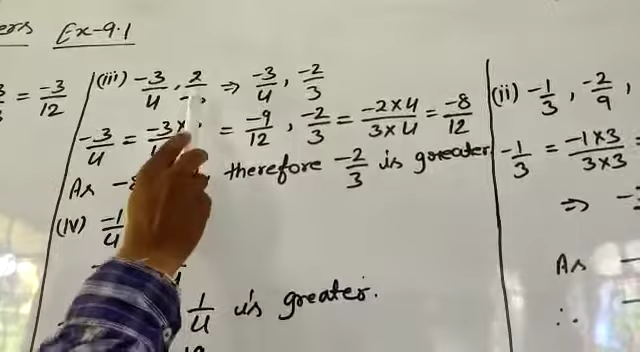 Ex-9.1
= -3/12
(iii) -3/4, 2/- ⇒ -3/4, -2/3
-3/4 = -3× = -9/12, -2/3 = -2×4/3×4 = -8/12
As therefore -2/3 is greater
(iv) -1/4
1/4 is greater.
(ii) -1/3, -2/9,
-1/3 = -1×3/3×3 =
⇒
As
∴